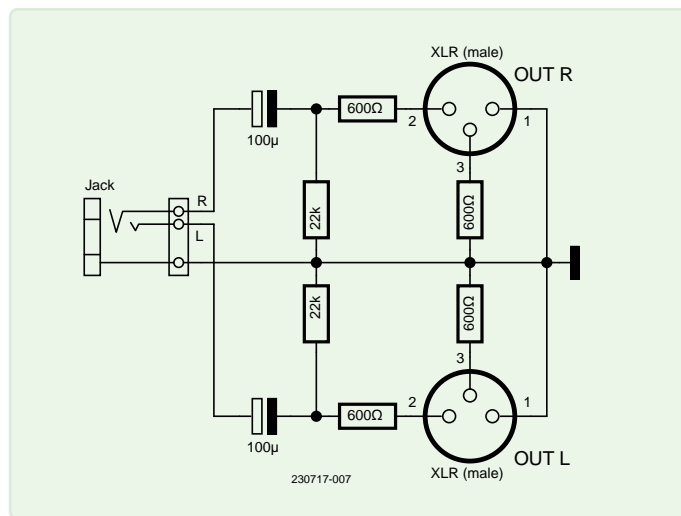 XLR (male)
OUT R
600Ω
2
1
100µ
3
Jack
R
22k
600Ω
L
22k
600Ω
3
2
1
600Ω
100µ
OUT L
XLR (male)
230717-007